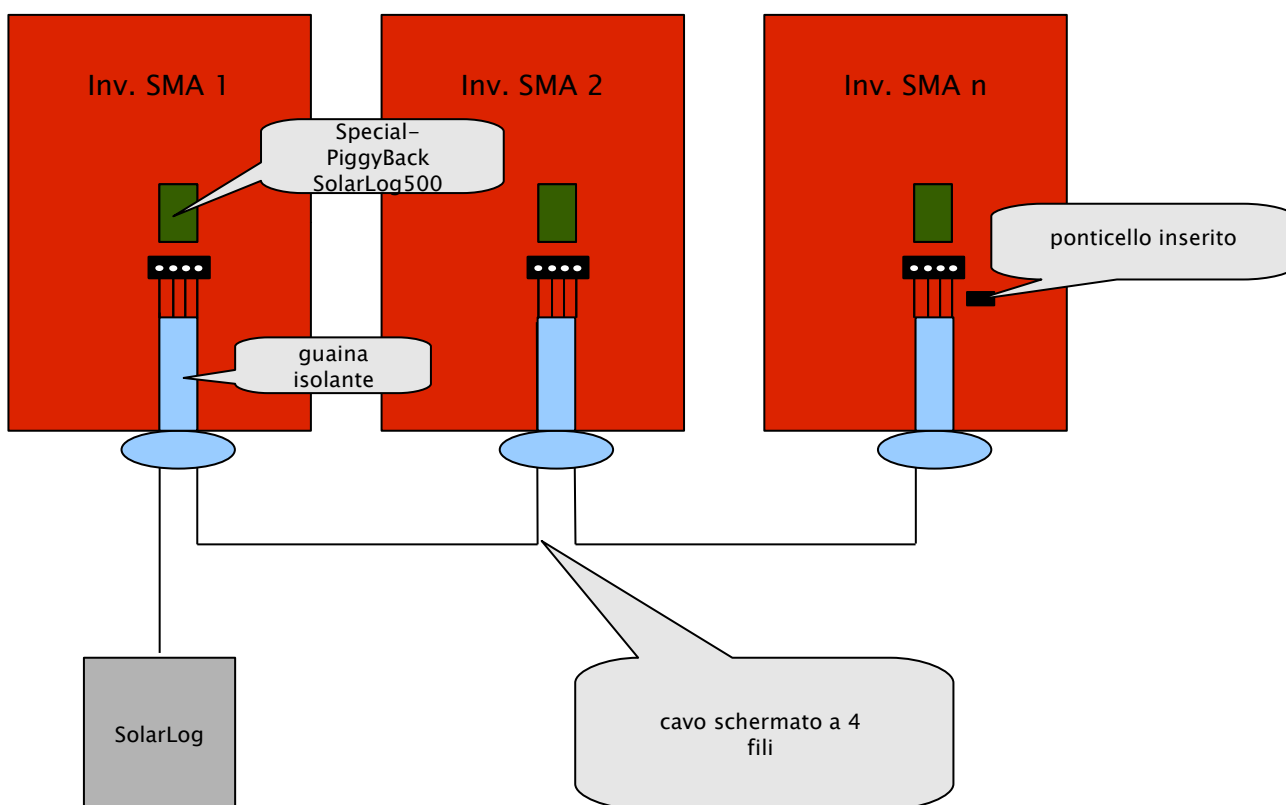 Inv. SMA 1
Inv. SMA 2
Inv. SMA n
Special-
PiggyBack
SolarLog500
ponticello inserito
guaina
isolante
cavo schermato a 4
fili
SolarLog